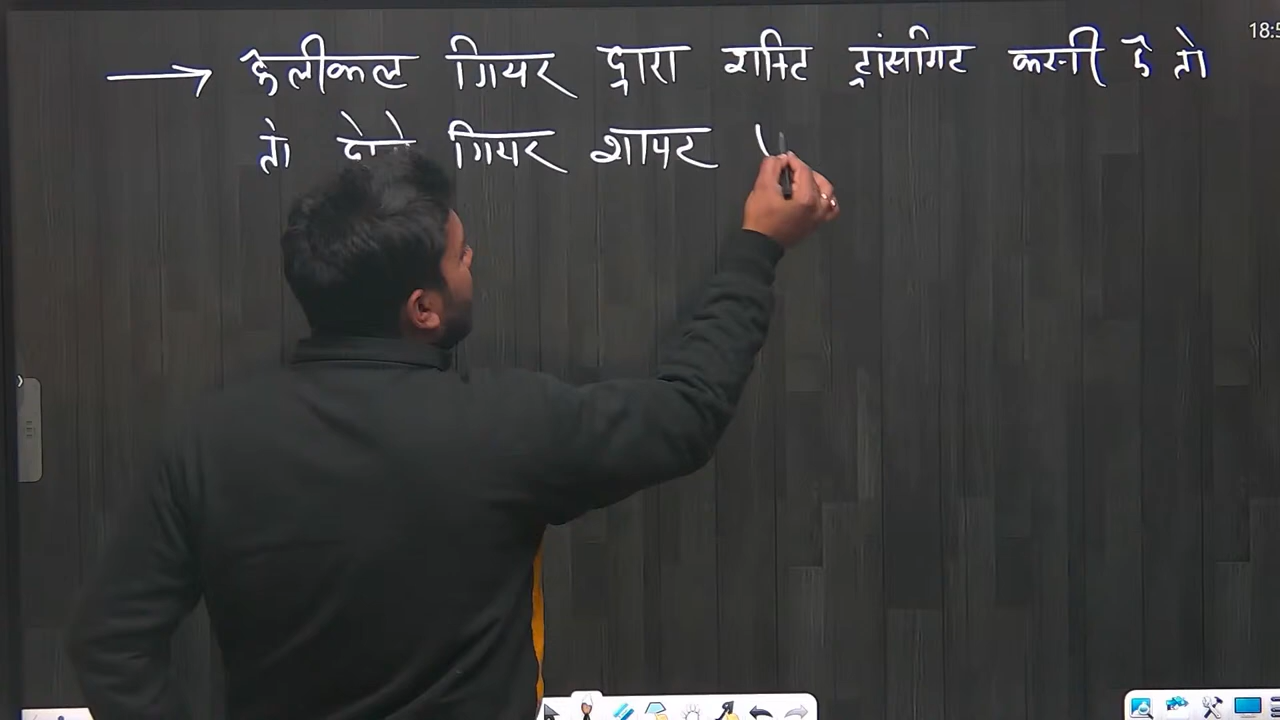 → हैलीकल गियर द्वारा शक्ति ट्रांसमिट करनी है तो
तो दोनो गियर शाफ्ट
18:5